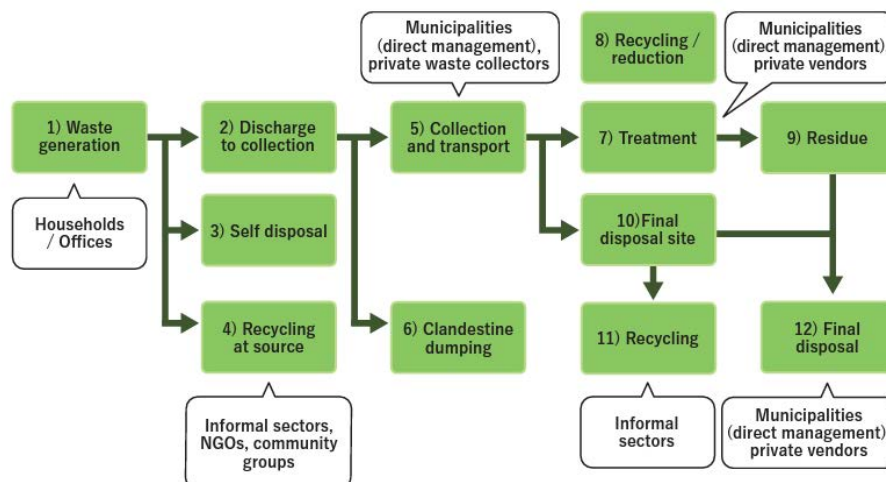 Municipalities
(direct management),
private waste collectors
8) Recycling /
reduction
Municipalities
(direct management),
private vendors
1) Waste
generation
2) Discharge
to collection
5) Collection
and transport
7) Treatment
9) Residue
Households
/ Offices
3) Self disposal
10)Final
disposal site
4) Recycling
at source
6) Clandestine
dumping
11) Recycling
12) Final
disposal
Informal sectors,
NGOs, community
groups
Informal
sectors
Municipalities
(direct management),
private vendors